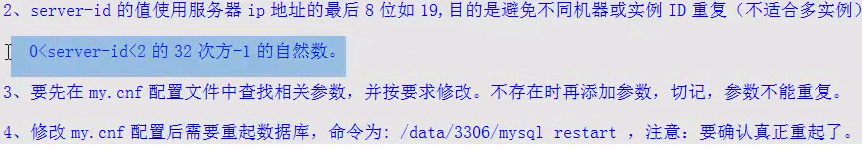 2、server-id 的值使用服务器 ip 地址的最后 8 位如 19,目的是避免不同机器或实例 ID 重复（不适合多实例）
0<server-id<2 的 32 次方-1 的自然数。
3、要先在 my.cnf 配置文件中查找相关参数，并按要求修改。不存在时再添加参数，切记，参数不能重复。
4、修改 my.cnf 配置后需要重起数据库，命令为: /data/3306/mysql restart ，注意：要确认真正重起了。